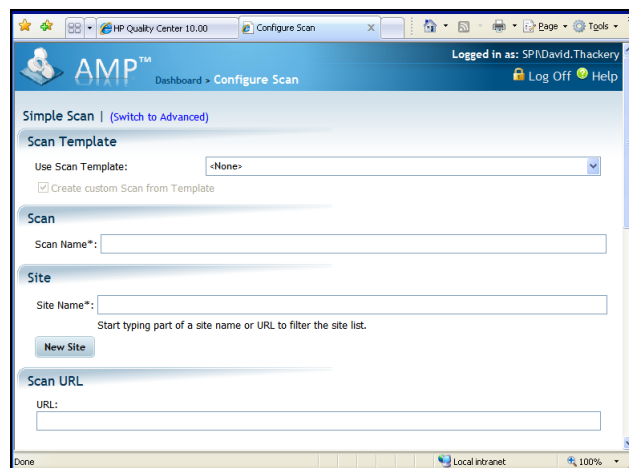 HP Quality Center 10.00
Configure Scan
Page
Tools
Logged in as: SPI\David.Thackery
AMP™
Dashboard > Configure Scan
Log Off
Help
Simple Scan | (Switch to Advanced)
Scan Template
Use Scan Template:
<None>
Create custom Scan from Template
Scan
Scan Name*:
Site
Site Name*:
Start typing part of a site name or URL to filter the site list.
New Site
Scan URL
URL:
Done
Local intranet
100%